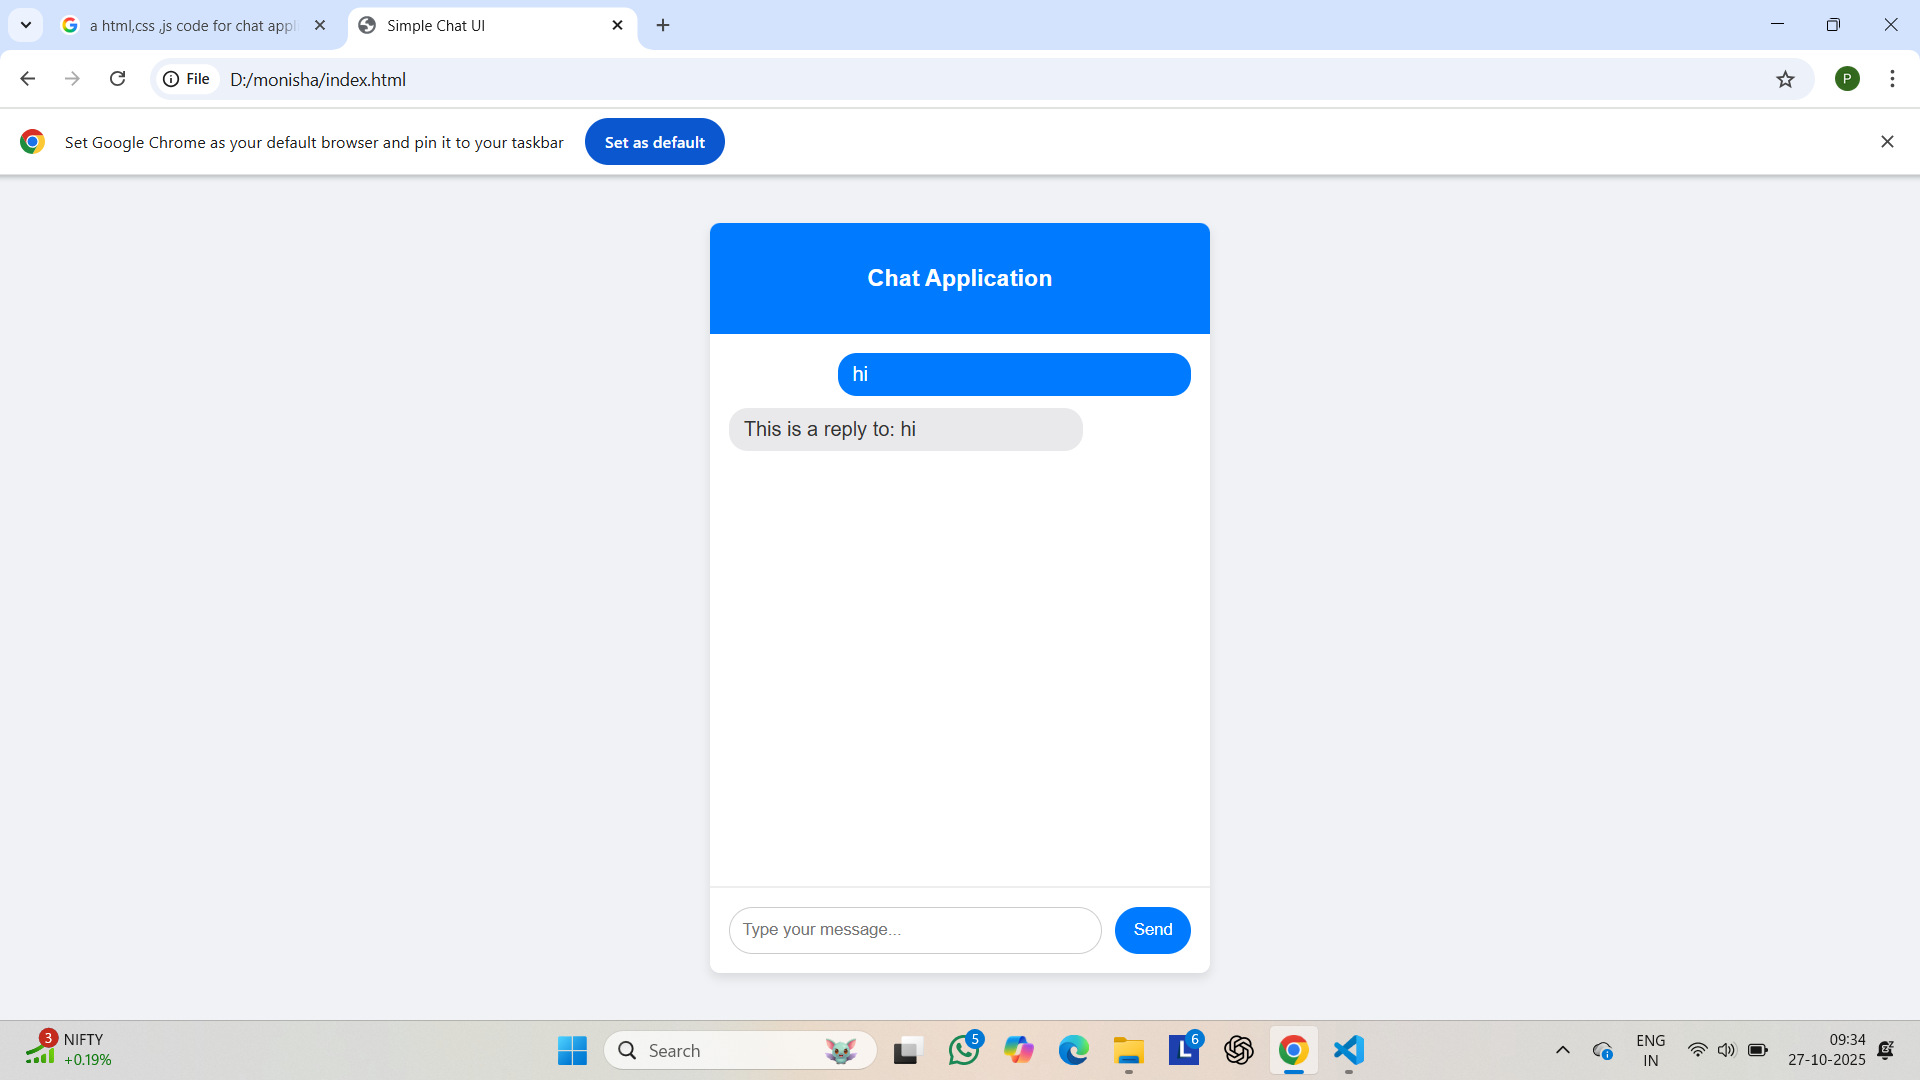 a html,css ,js code for chat appl
Simple Chat UI
File
D:/monisha/index.html
P
Set Google Chrome as your default browser and pin it to your taskbar
Set as default
Chat Application
hi
This is a reply to: hi
Type your message...
Send
3
NIFTY
+0.19%
Search
5
L
6
ENG
IN
09:34
27-10-2025